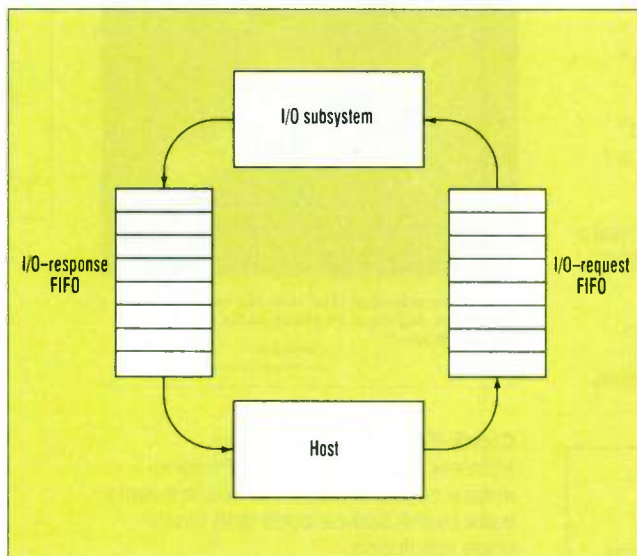 I/O subsystem
I/O-response
FIFO
I/O-request
FIFO
Host